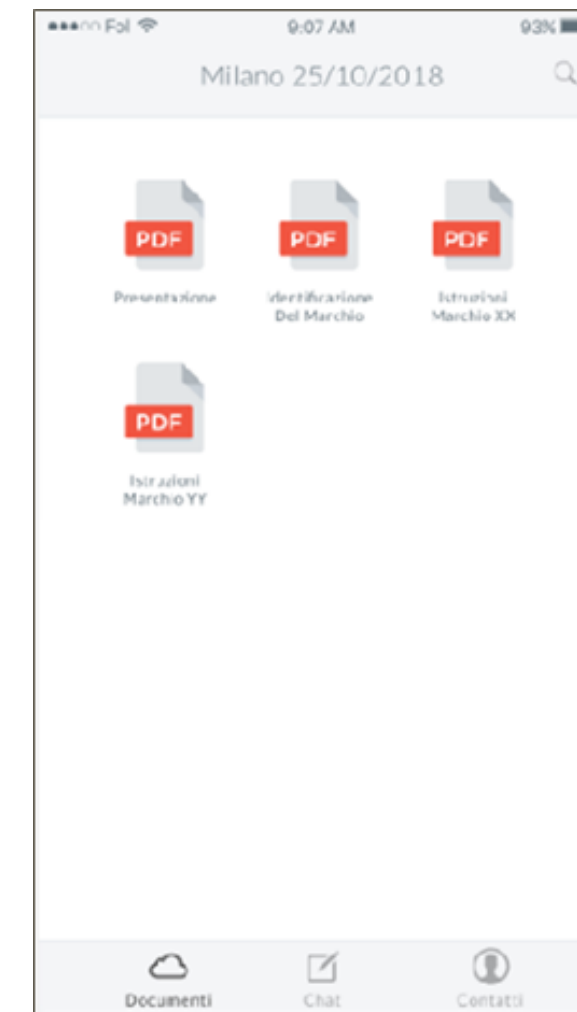 Fol 9:07 AM 93%
Milano 25/10/2018
PDF PDF PDF
Presentazione Identificazione Istruzioni
Del Marchio Marchio XX
PDF
Istruzioni
Marchio YY
Documenti Chat Contatti